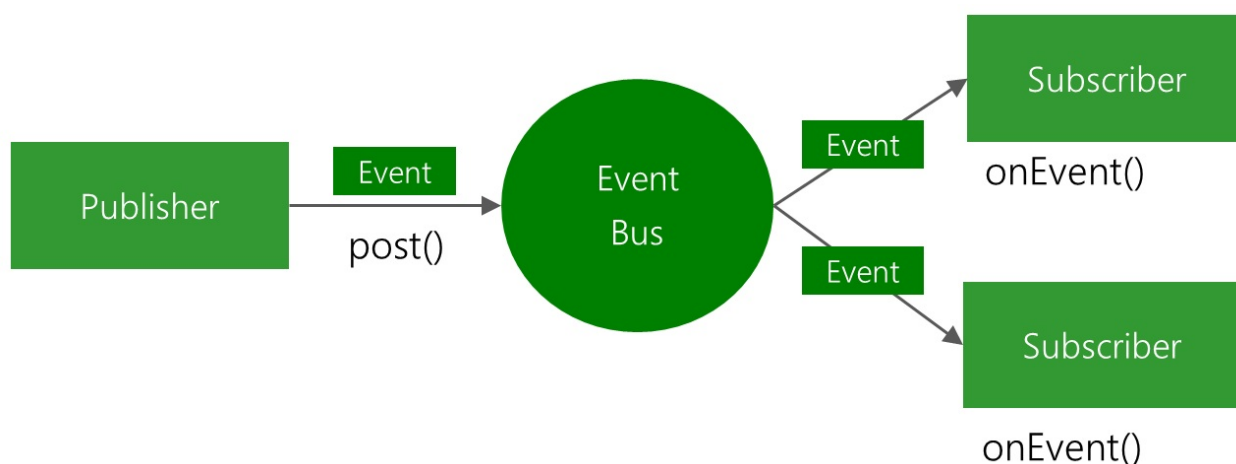 Publisher
Event
post()
Event
Bus
Event
Subscriber
onEvent()
Event
Subscriber
onEvent()